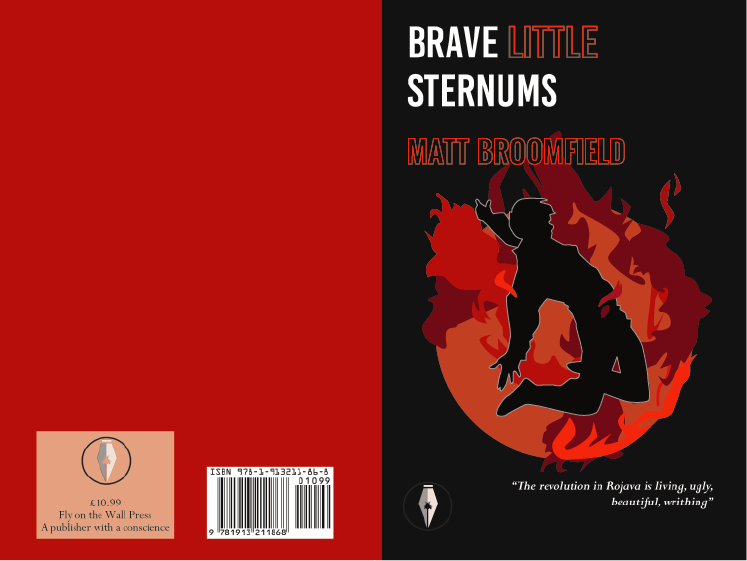 BRAVE LITTLE
STERNUMS
MATT BROOMFIELD
“The revolution in Rojava is living, ugly,
beautiful, writhing”
£10.99
Fly on the Wall Press
A publisher with a conscience
ISBN 978-1-913211-86-8
01099
9 781913 211868